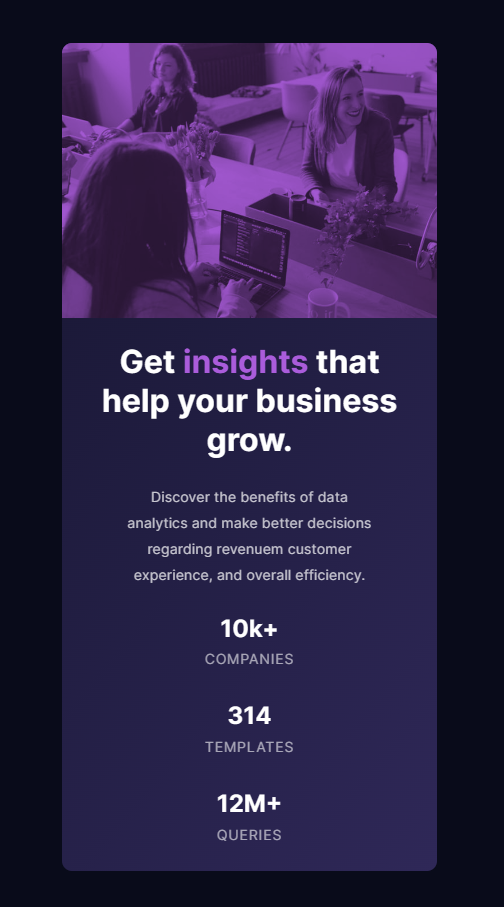 Get insights that
help your business
grow.
Discover the benefits of data
analytics and make better decisions
regarding revenuem customer
experience, and overall efficiency.
10k+
COMPANIES
314
TEMPLATES
12M+
QUERIES